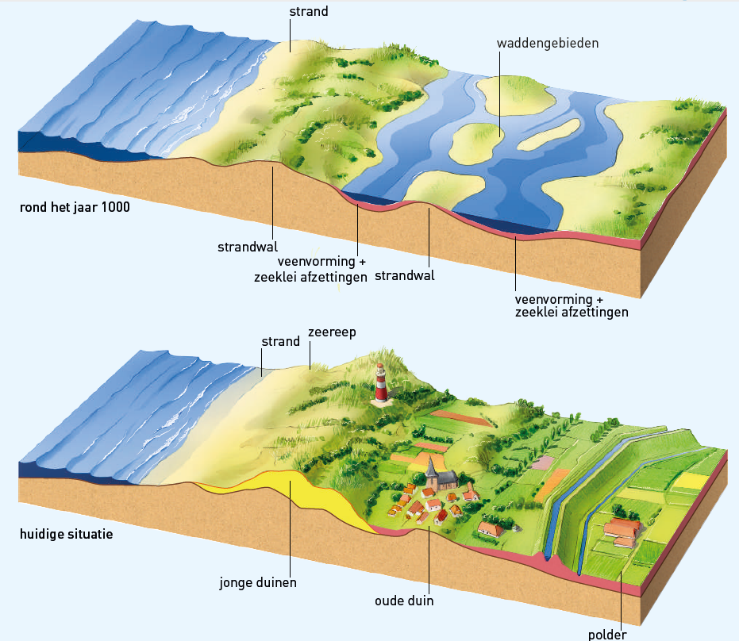 strand
waddengebieden
rond het jaar 1000
strandwal
veenvorming +
zeeklei afzettingen
strandwal
veenvorming +
zeeklei afzettingen
zeereep
strand
huidige situatie
jonge duinen
oude duin
polder